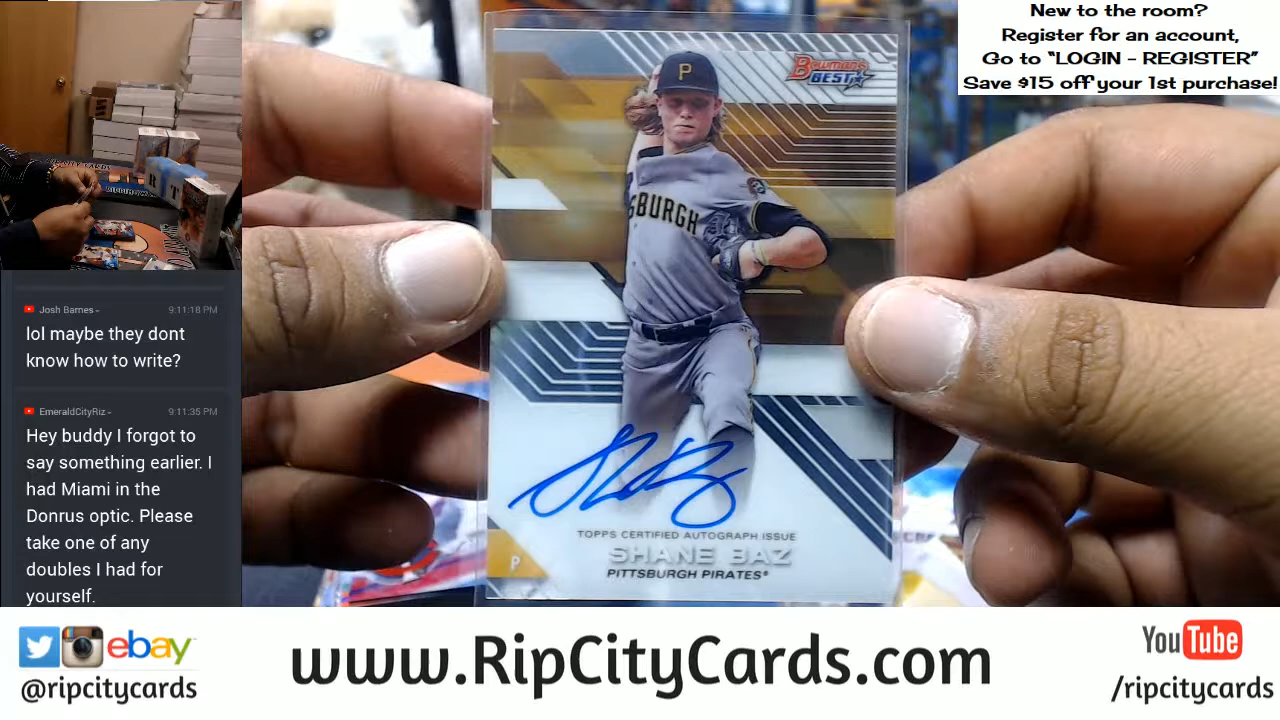 New to the room?
Register for an account,
Go to "LOGIN - REGISTER"
Save $15 off your 1st purchase!
Josh Barnes
9:11:18 PM
lol maybe they dont
know how to write?
EmeraldCityRiz
9:11:35 PM
Hey buddy I forgot to
say something earlier. I
had Miami in the
Donrus optic. Please
take one of any
doubles I had for
yourself.
P
Bowman's
BEST
SBURGH
TOPPS CERTIFIED AUTOGRAPH ISSUE
SHANE BAZ
P
PITTSBURGH PIRATES®
ebay
@ripcitycards
www.RipCityCards.com
YouTube
/ripcitycards